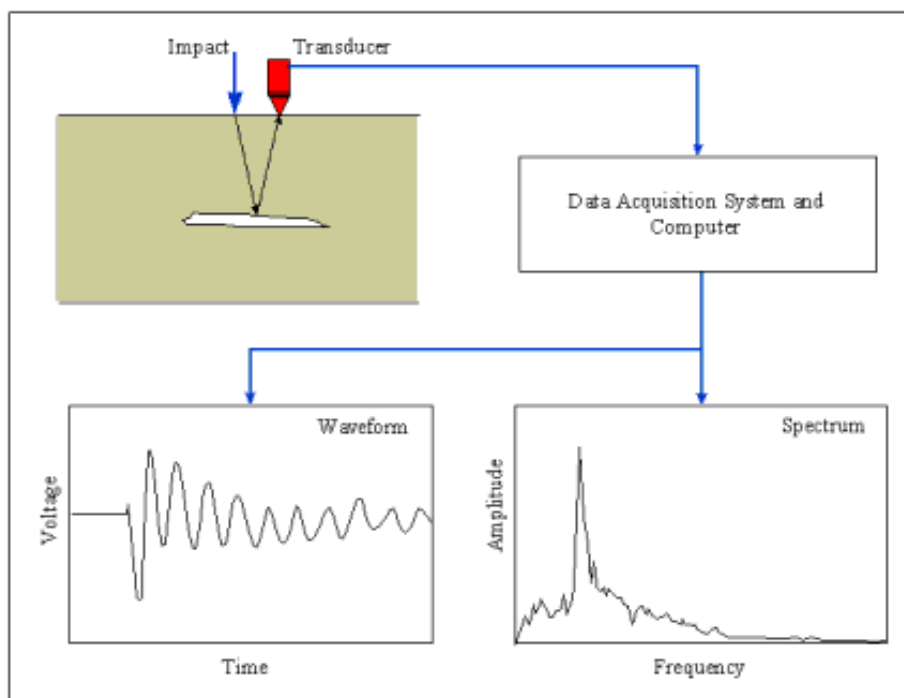 Impact
Transducer
Data Acquisition System and
Computer
Waveform
Voltage
Time
Spectrum
Amplitude
Frequency